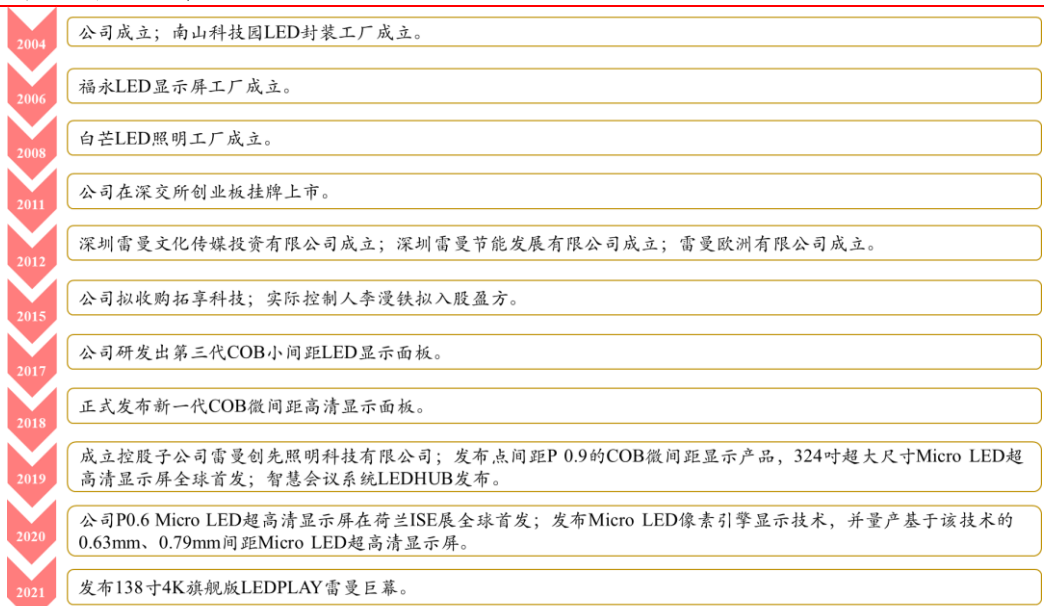 2004
公司成立；南山科技园LED封装工厂成立。
2006
福永LED显示屏工厂成立。
2008
白芒LED照明工厂成立。
2011
公司在深交所创业板挂牌上市。
2012
深圳雷曼文化传媒投资有限公司成立；深圳雷曼节能发展有限公司成立；雷曼欧洲有限公司成立。
2015
公司拟收购拓享科技；实际控制人李漫铁拟入股盈方。
2017
公司研发出第三代COB小间距LED显示面板。
2018
正式发布新一代COB微间距高清显示面板。
2019
成立控股子公司雷曼创先照明科技有限公司；发布点间距P 0.9的COB微间距显示产品，324吋超大尺寸Micro LED超
高清显示屏全球首发；智慧会议系统LEDHUB发布。
2020
公司P0.6 Micro LED超高清显示屏在荷兰ISE展全球首发；发布Micro LED像素引擎显示技术，并量产基于该技术的
0.63mm、0.79mm间距Micro LED超高清显示屏。
2021
发布138寸4K旗舰版LEDPLAY雷曼巨幕。